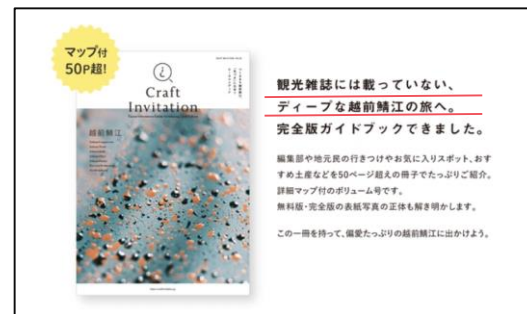 マップ付
50P超!
Craft
Invitation
越前鯖江
観光雑誌には載っていない、
ディープな越前鯖江の旅へ。
完全版ガイドブックできました。
編集部や地元民の行きつけやお気に入りスポット、おす
すめ土産などを50ページ超えの冊子でたっぷりご紹介。
詳細マップ付のボリューム号です。
無料版・完全版の表紙写真の正体も解き明かします。
この一冊を持って、偏愛たっぷりの越前鯖江に出かけよう。